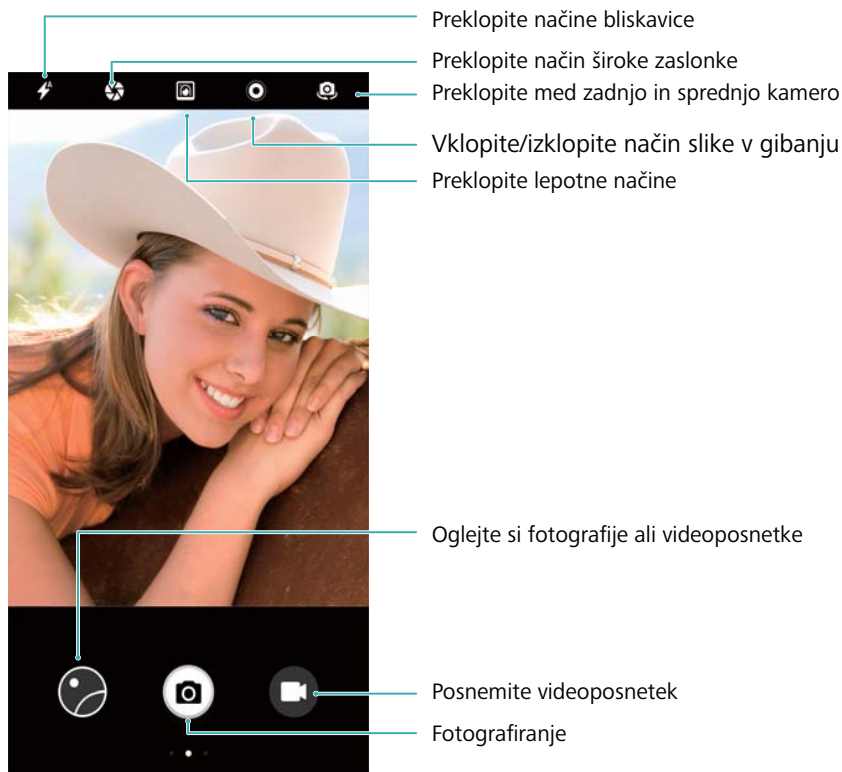 Preklopite načine bliskavice
Preklopite način široke zaslonke
Preklopite med zadnjo in sprednjo kamero
Vklopite/izklopite način slike v gibanju
Preklopite lepotne načine
Oglejte si fotografije ali videoposnetke
Posnemite videoposnetek
Fotografiranje